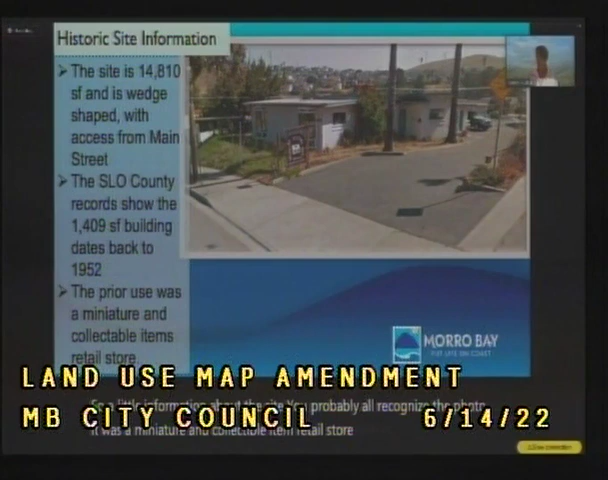 Historic Site Information
➢ The site is 14,810
sf and is wedge
shaped, with
access from Main
Street
➢ The SLO County
records show the
1,409 sf building
dates back to
1952
➢ The prior use was
a miniature and
collectable items
retail store
MORRO BAY
LAND USE MAP AMENDMENT
So a little information about the site You probably all recognize the photo
MB CITY COUNCIL 6/14/22
It was a miniature and collectible item retail store